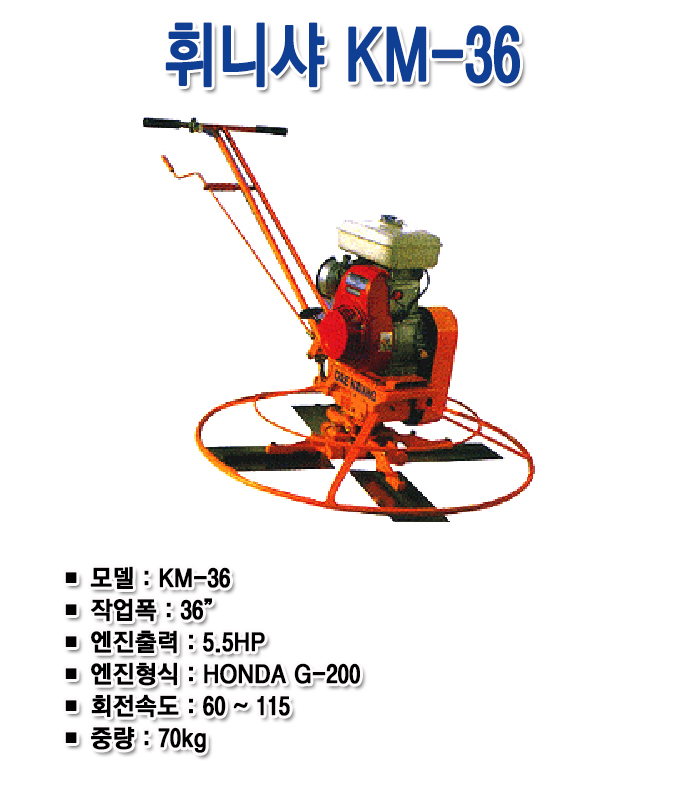 휘니샤 KM-36
■ 모델 : KM-36
■ 작업폭 : 36”
■ 엔진출력 : 5.5HP
■ 엔진형식 : HONDA G-200
■ 회전속도 : 60 ~ 115
■ 중량 : 70kg